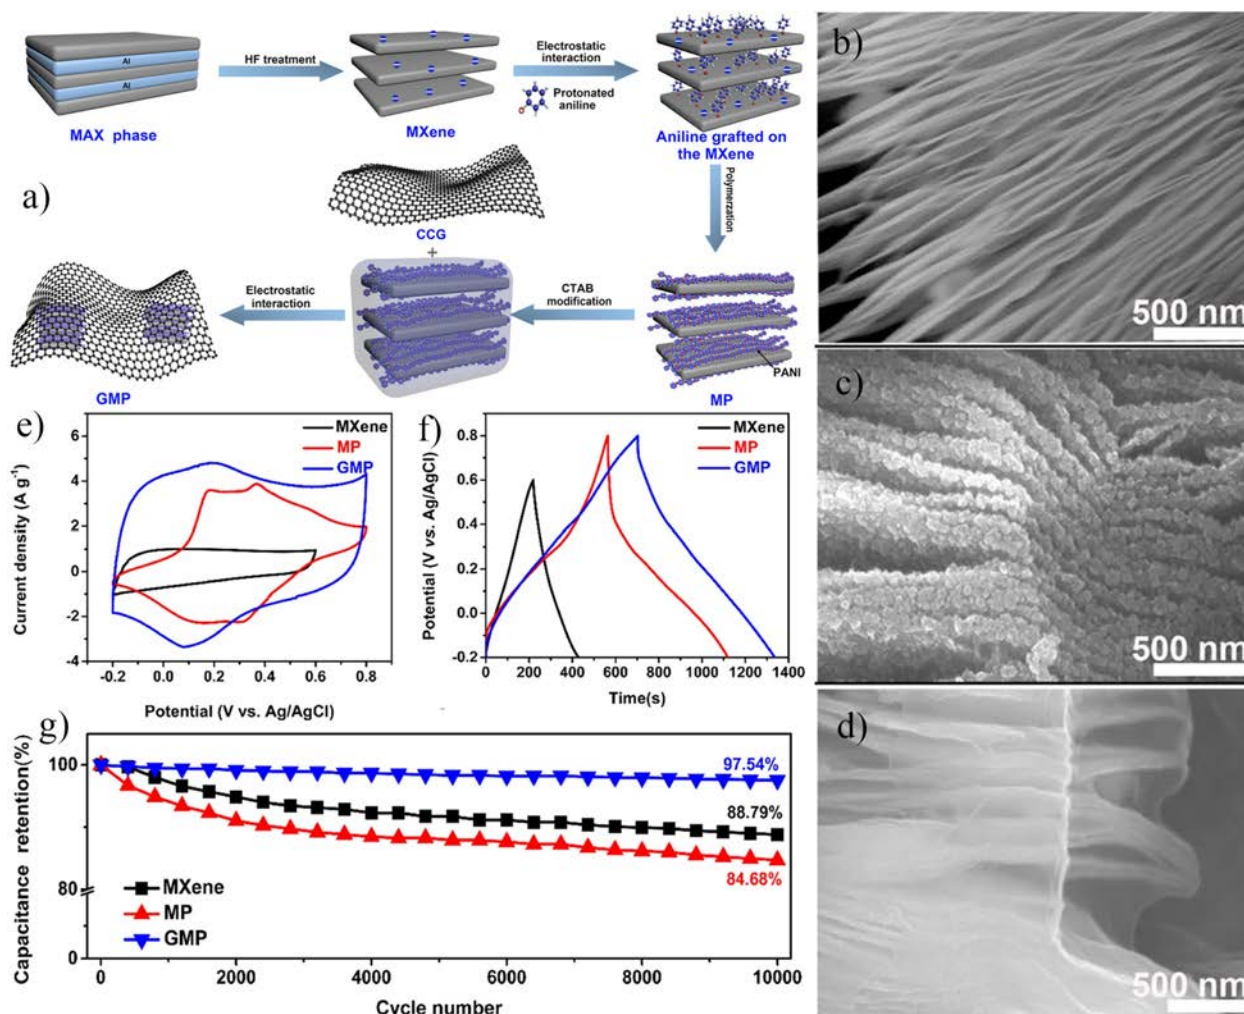 a)
Al
Al
MAX phase
HF treatment
MXene
Electrostatic
interaction
Protonated
aniline
Aniline grafted on
the MXene
Polymerzation
CCG
+
GMP
Electrostatic
interaction
CTAB
modification
PANI
MP
b)
500 nm
c)
500 nm
d)
500 nm
e)
MXene
MP
GMP
Current density (A g⁻¹)
6
4
2
0
-2
-4
-0.2 0.0 0.2 0.4 0.6 0.8
Potential (V vs. Ag/AgCl)
f)
MXene
MP
GMP
Potential (V vs. Ag/AgCl)
0.8
0.6
0.4
0.2
0.0
-0.2
0 200 400 600 800 1000 1200 1400
Time(s)
g)
Capacitance retention(%)
100
80
0
97.54%
88.79%
84.68%
MXene
MP
GMP
0 2000 4000 6000 8000 10000
Cycle number